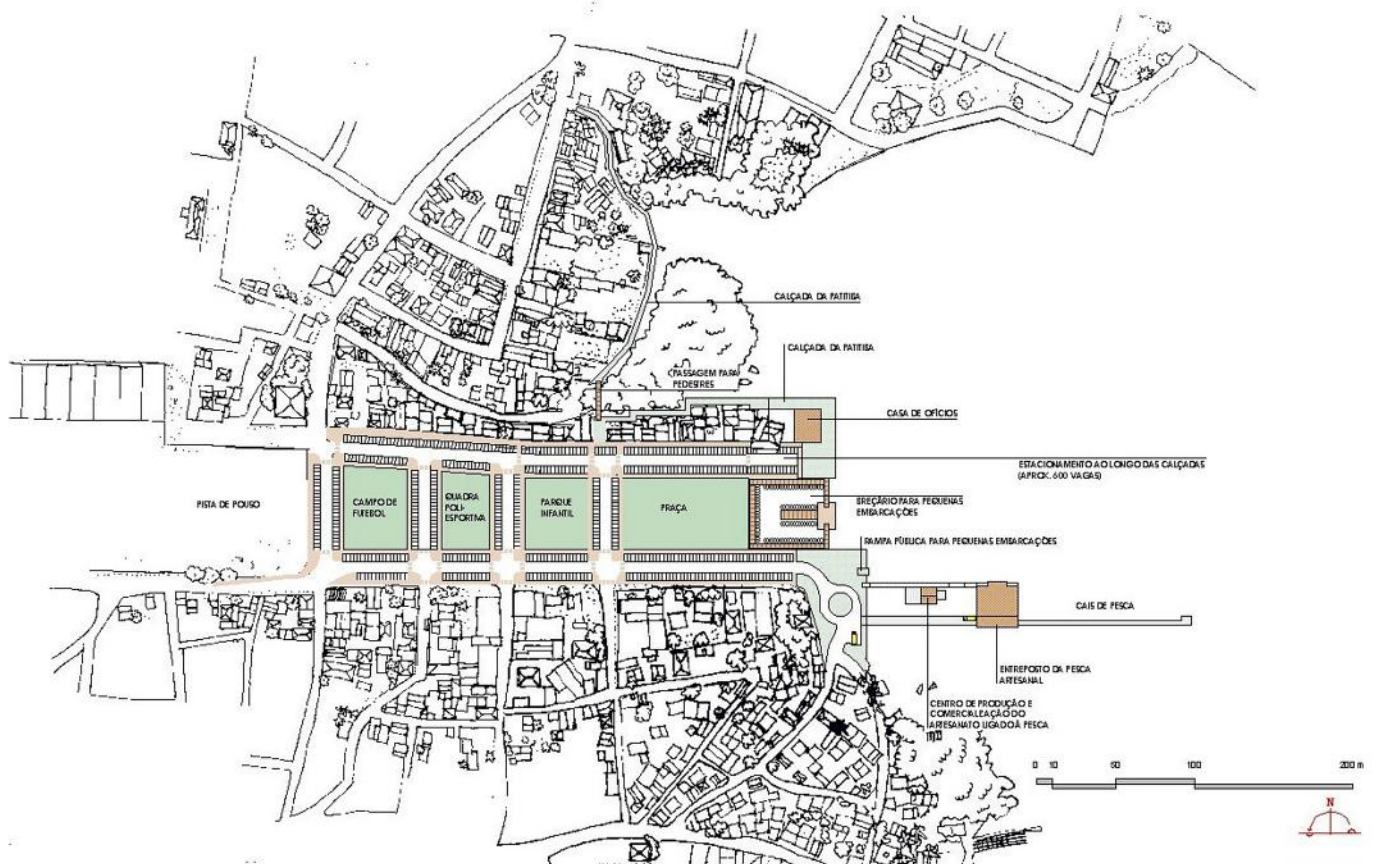 CALÇADA DA PATITIBA
CALÇADA DA PATITIBA
PASSAGEM PARA
PEDESTRES
CASA DE OFÍCIOS
ESTACIONAMENTO AO LONGO DAS CALÇADAS
(APROX. 600 VAGAS)
PISTA DE POUSO
CAMPO DE
FUTEBOL
QUADRA
POLI-
ESPORTIVA
PARQUE
INFANTIL
PRAÇA
BREÇÁRIO PARA PEQUENAS
EMBARCAÇÕES
RAMPA PÚBLICA PARA PEQUENAS EMBARCAÇÕES
CAIS DE PESCA
ENTREPOSTO DA PESCA
ARTESANAL
CENTRO DE PRODUÇÃO E
COMERCIALIZAÇÃO DO
ARTESANATO LIGADO À PESCA
0 10 50 100 200 m
N